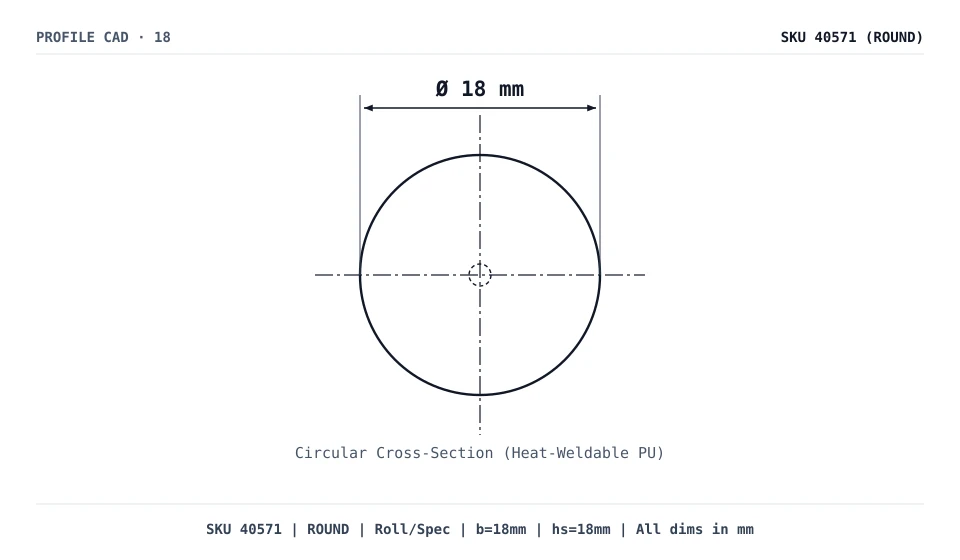 PROFILE CAD · 18
SKU 40571 (ROUND)
Ø 18 mm
Circular Cross-Section (Heat-Weldable PU)
SKU 40571 | ROUND | Roll/Spec | b=18mm | hs=18mm | All dims in mm